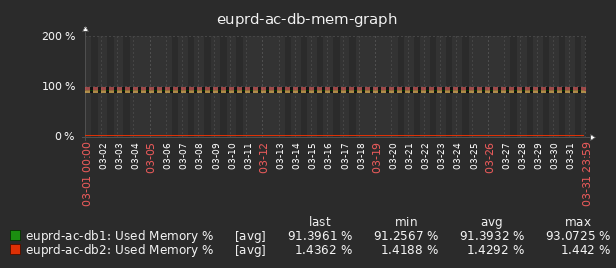 euprd-ac-db-mem-graph
200 %
100 %
0 %
03-01 00:00 03-02 03-03 03-04 03-05 03-06 03-07 03-08 03-09 03-10 03-11 03-12 03-13 03-14 03-15 03-16 03-17 03-18 03-19 03-20 03-21 03-22 03-23 03-24 03-25 03-26 03-27 03-28 03-29 03-30 03-31 03-31 23:59
last min avg max
euprd-ac-db1: Used Memory % [avg] 91.3961 % 91.2567 % 91.3932 % 93.0725 %
euprd-ac-db2: Used Memory % [avg] 1.4362 % 1.4188 % 1.4292 % 1.442 %